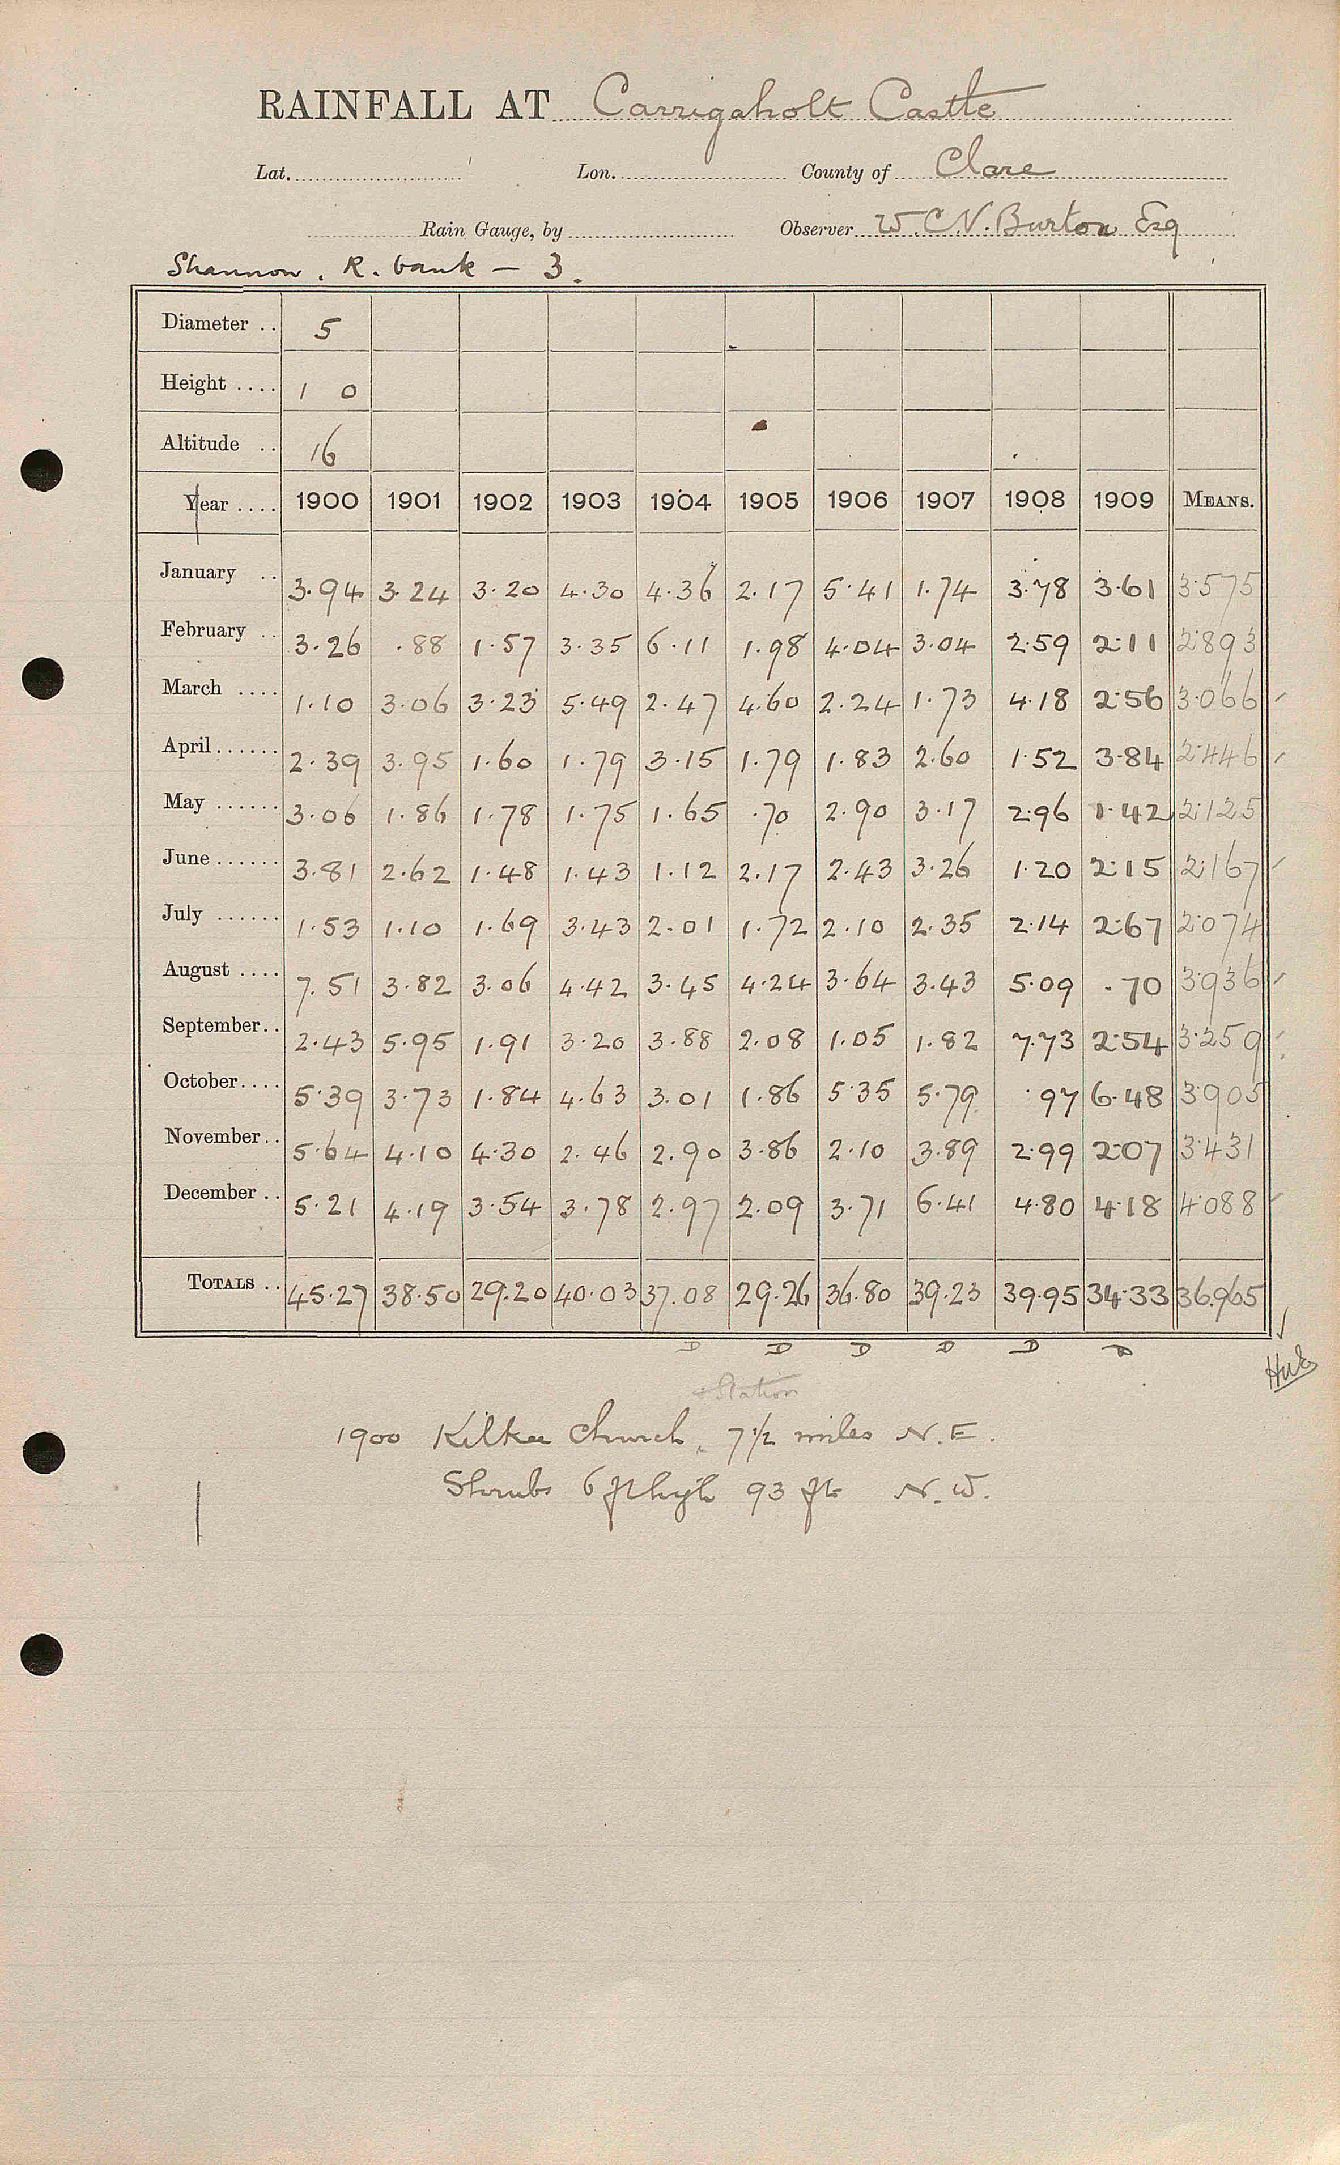 RAINFALL AT Carrigaholt Castle
Lat. Lon. County of Clare
Rain Gauge, by Observer W. C. V. Burton Esq
Shannon. R. bank – 3.
Diameter .. 5
Height .... 1 0
Altitude .. 16
Year .... 1900 1901 1902 1903 1904 1905 1906 1907 1908 1909 MEANS.
January .. 3.94 3.24 3.20 4.30 4.36 2.17 5.41 1.74 3.78 3.61 3.575
February .. 3.26 .88 1.57 3.35 6.11 1.98 4.04 3.04 2.59 2.11 2.893
March .... 1.10 3.06 3.23 5.49 2.47 4.60 2.24 1.73 4.18 2.56 3.066
April ...... 2.39 3.95 1.60 1.79 3.15 1.79 1.83 2.60 1.52 3.84 2.446
May ...... 3.06 1.86 1.78 1.75 1.65 .70 2.90 3.17 2.96 1.42 2.125
June ...... 3.81 2.62 1.48 1.43 1.12 2.17 2.43 3.26 1.20 2.15 2.167
July ...... 1.53 1.10 1.69 3.43 2.01 1.72 2.10 2.35 2.14 2.67 2.074
August .... 7.51 3.82 3.06 4.42 3.45 4.24 3.64 3.43 5.09 .70 3.936
September .. 2.43 5.95 1.91 3.20 3.88 2.08 1.05 1.82 7.73 2.54 3.259
October .... 5.39 3.73 1.84 4.63 3.01 1.86 5.35 5.79 .97 6.48 3.905
November .. 5.64 4.10 4.30 2.46 2.90 3.86 2.10 3.89 2.99 2.07 3.431
December .. 5.21 4.19 3.54 3.78 2.97 2.09 3.71 6.41 4.80 4.18 4.088
TOTALS .. 45.27 38.50 29.20 40.03 37.08 29.26 36.80 39.23 39.95 34.33 36.965
D D D D D D
Station
1900 Kilkee Church, 7½ miles N.E.
Shrubs 6 ft high 93 ft N.W.